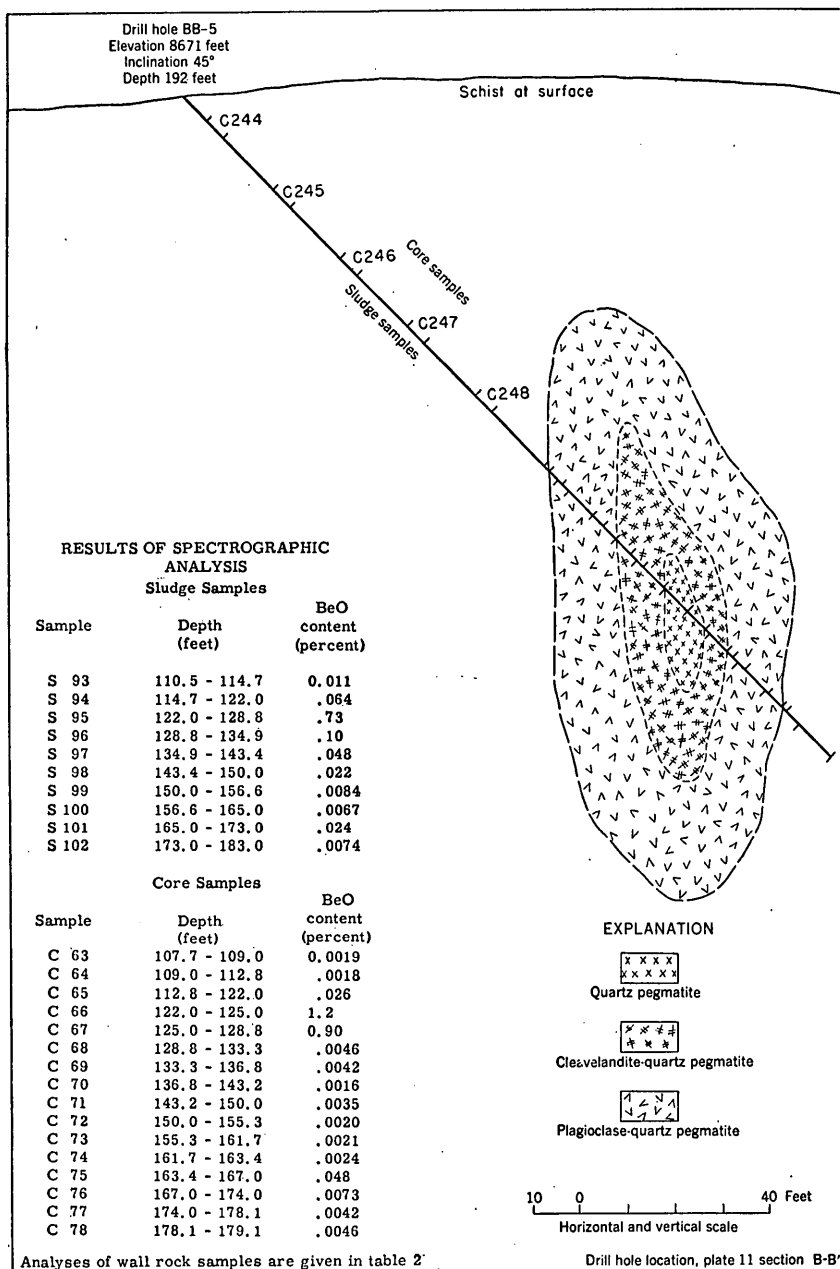 Drill hole BB-5
Elevation 8671 feet
Inclination 45°
Depth 192 feet
Schist at surface
C244
C245
C246
Core samples
Sludge samples
C247
C248
RESULTS OF SPECTROGRAPHIC
ANALYSIS
Sludge Samples
Sample Depth (feet) BeO content (percent)
S 93 110.5 - 114.7 0.011
S 94 114.7 - 122.0 .064
S 95 122.0 - 128.8 .73
S 96 128.8 - 134.9 .10
S 97 134.9 - 143.4 .048
S 98 143.4 - 150.0 .022
S 99 150.0 - 156.6 .0084
S 100 156.6 - 165.0 .0067
S 101 165.0 - 173.0 .024
S 102 173.0 - 183.0 .0074
Core Samples
Sample Depth (feet) BeO content (percent)
C 63 107.7 - 109.0 0.0019
C 64 109.0 - 112.8 .0018
C 65 112.8 - 122.0 .026
C 66 122.0 - 125.0 1.2
C 67 125.0 - 128.8 0.90
C 68 128.8 - 133.3 .0046
C 69 133.3 - 136.8 .0042
C 70 136.8 - 143.2 .0016
C 71 143.2 - 150.0 .0035
C 72 150.0 - 155.3 .0020
C 73 155.3 - 161.7 .0021
C 74 161.7 - 163.4 .0024
C 75 163.4 - 167.0 .048
C 76 167.0 - 174.0 .0073
C 77 174.0 - 178.1 .0042
C 78 178.1 - 179.1 .0046
EXPLANATION
Quartz pegmatite
Cleavelandite-quartz pegmatite
Plagioclase-quartz pegmatite
10 0 40 Feet
Horizontal and vertical scale
Analyses of wall rock samples are given in table 2
Drill hole location, plate 11 section B-B'